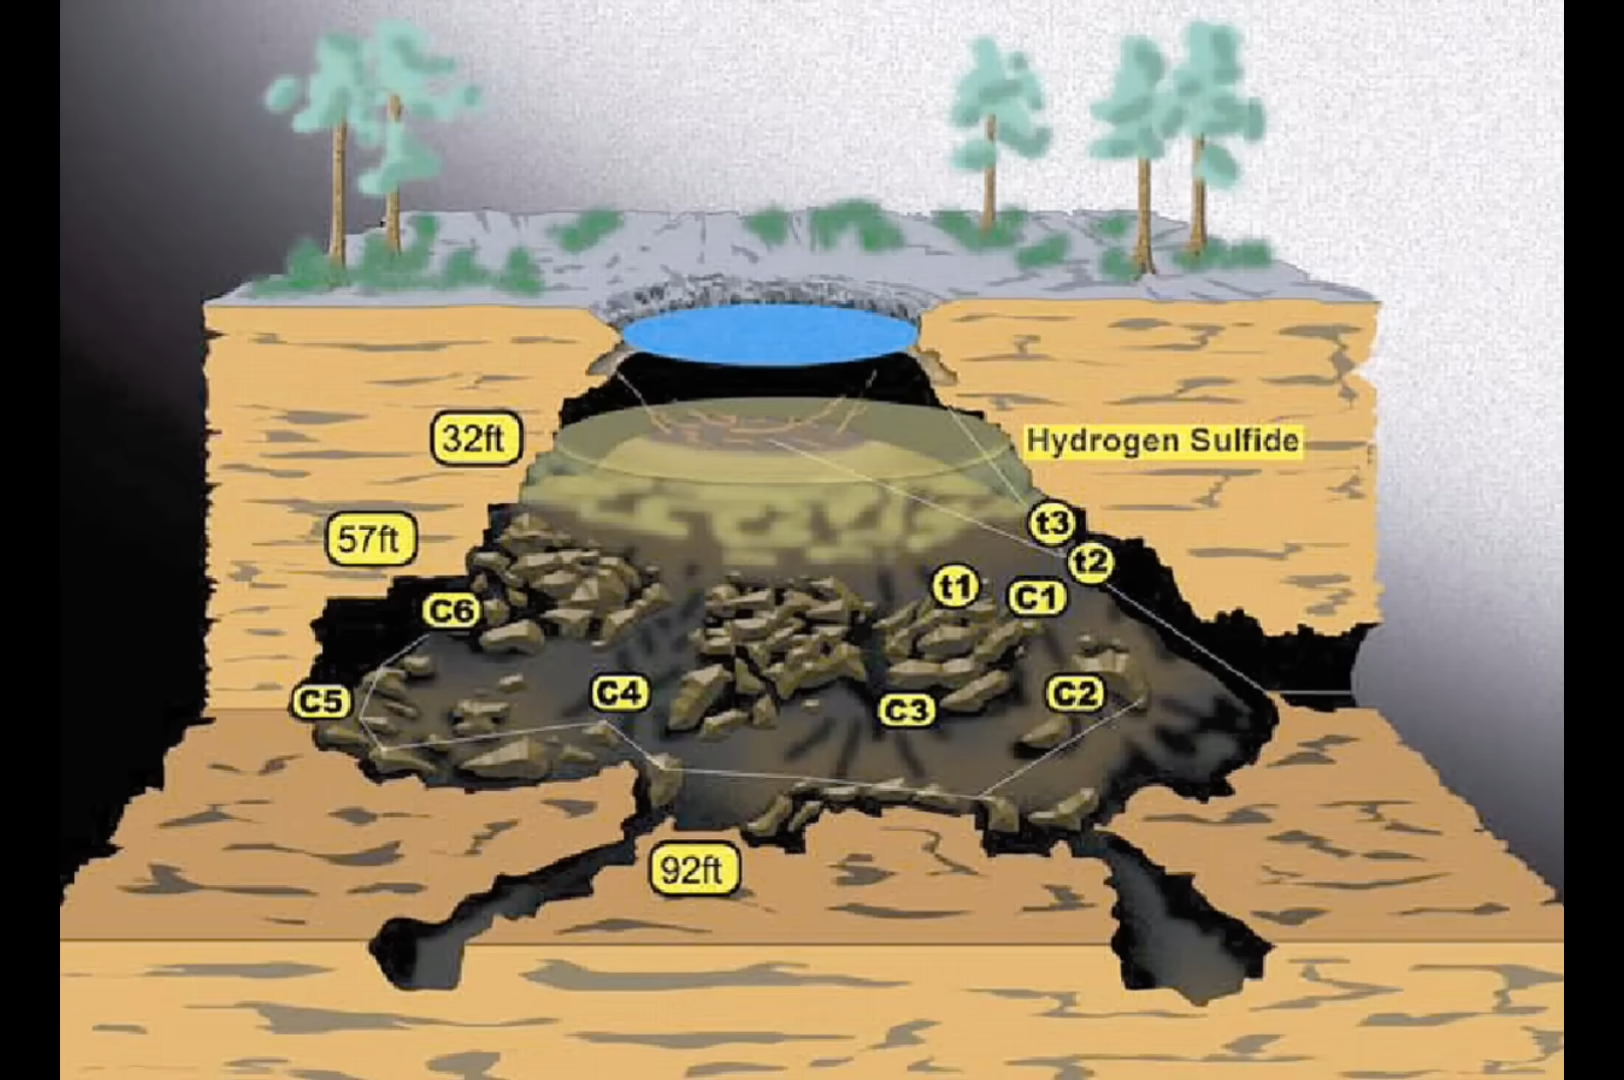 32ft
Hydrogen Sulfide
57ft
t3
t2
t1
C1
C6
C5
C4
C3
C2
92ft